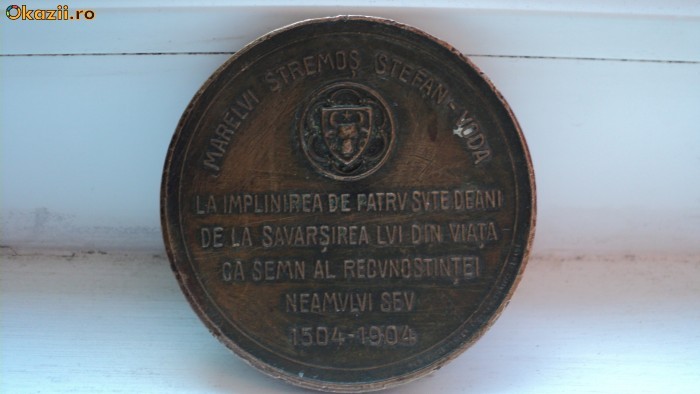 Okazii.ro
MARELVI STREMOȘ STEFAN-VODA
LA IMPLINIREA DE PATRV SVTE DE ANI
DE LA SAVARȘIREA LVI DIN VIAȚA
CA SEMN AL RECVNOSTINȚEI
NEAMVLVI SEV
1504-1904